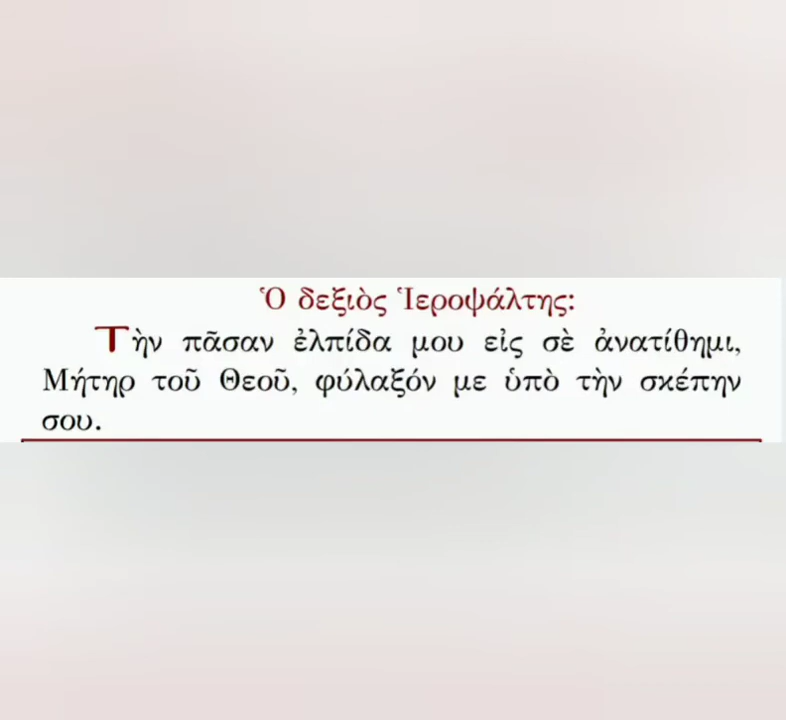 Ὁ δεξιὸς Ἱεροψάλτης:
Τὴν πᾶσαν ἐλπίδα μου εἰς σὲ ἀνατίθημι,
Μήτηρ τοῦ Θεοῦ, φύλαξόν με ὑπὸ τὴν σκέπην
σου.